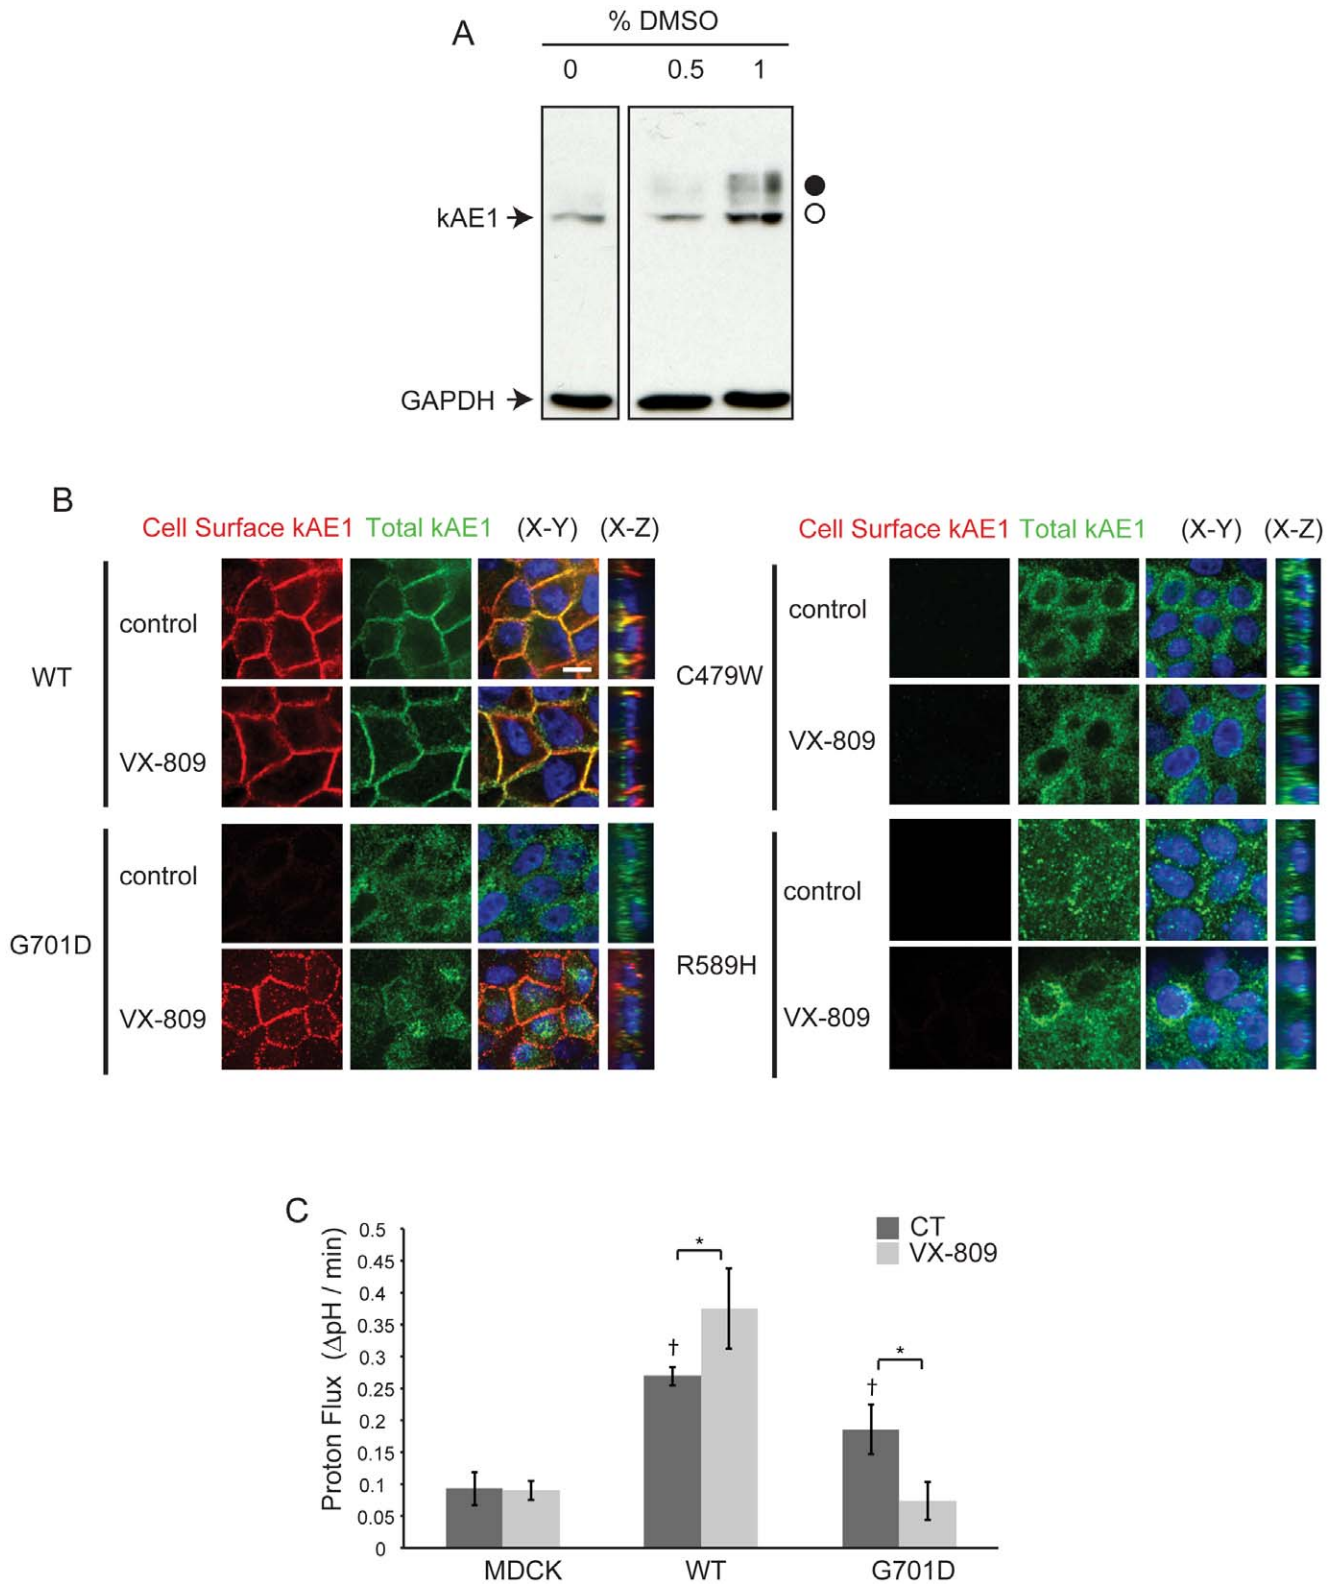 A
% DMSO
0 0.5 1
kAE1
GAPDH
B
Cell Surface kAE1 Total kAE1 (X-Y) (X-Z)
WT
control
VX-809
G701D
control
VX-809
Cell Surface kAE1 Total kAE1 (X-Y) (X-Z)
C479W
control
VX-809
R589H
control
VX-809
C
Proton Flux (ΔpH / min)
0.5
0.45
0.4
0.35
0.3
0.25
0.2
0.15
0.1
0.05
0
CT
VX-809
*
†
*
†
MDCK WT G701D